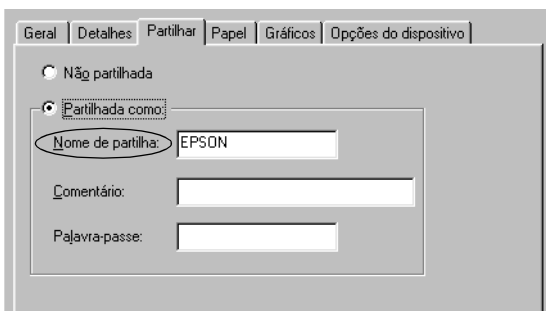 Geral Detalhes Partilhar Papel Gráficos Opções do dispositivo
Não partilhada
Partilhada como:
Nome de partilha: EPSON
Comentário:
Palavra-passe: